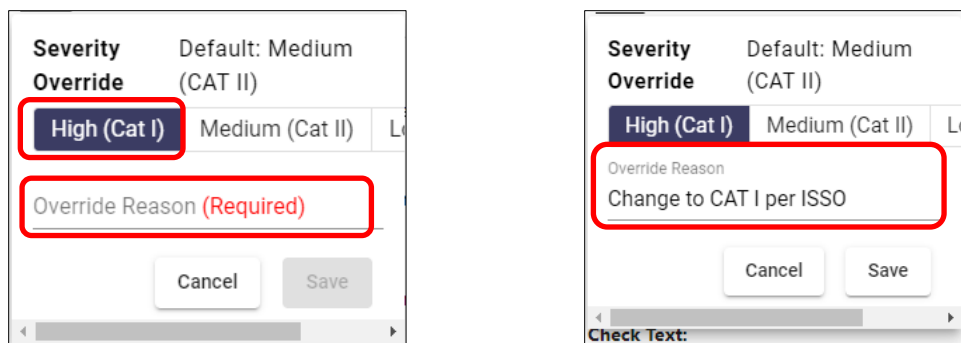 Severity Default: Medium
Override (CAT II)
High (Cat I) Medium (Cat II)
Override Reason (Required)
Cancel Save
Severity Default: Medium
Override (CAT II)
High (Cat I) Medium (Cat II)
Override Reason
Change to CAT I per ISSO
Cancel Save
Check Text: